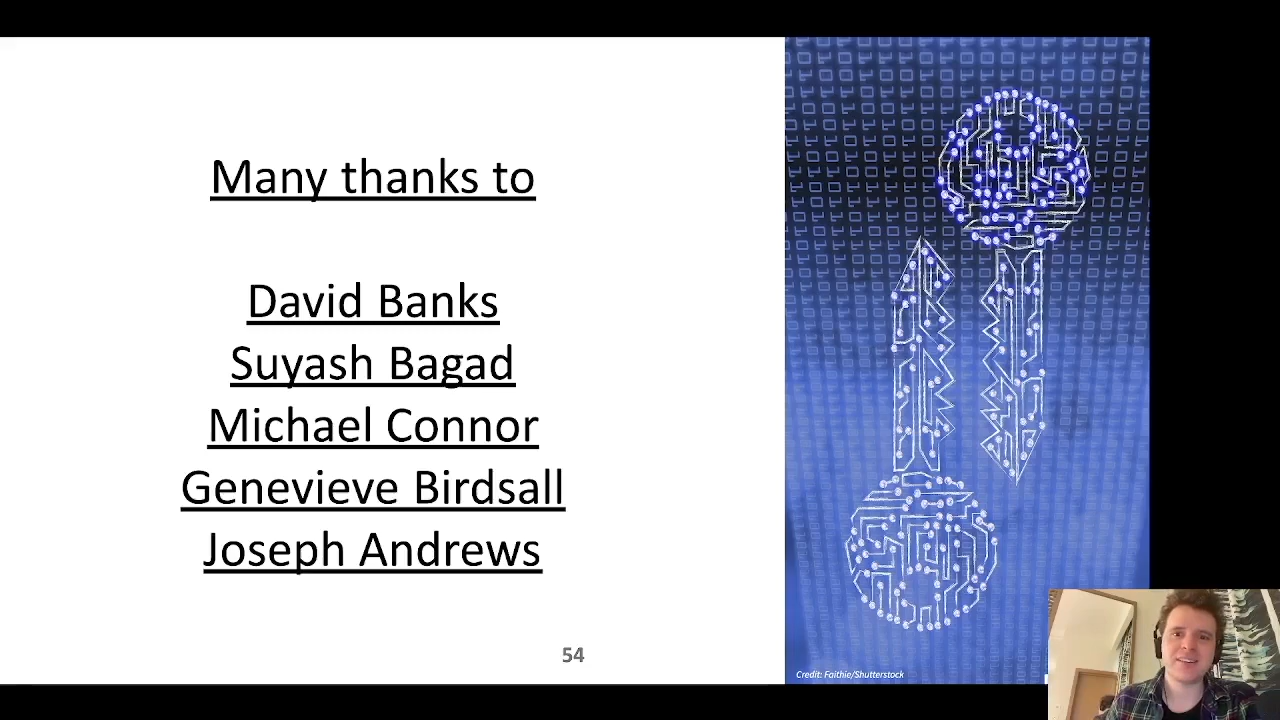 Many thanks to
David Banks
Suyash Bagad
Michael Connor
Genevieve Birdsall
Joseph Andrews
54
Credit: Faithie/Shutterstock